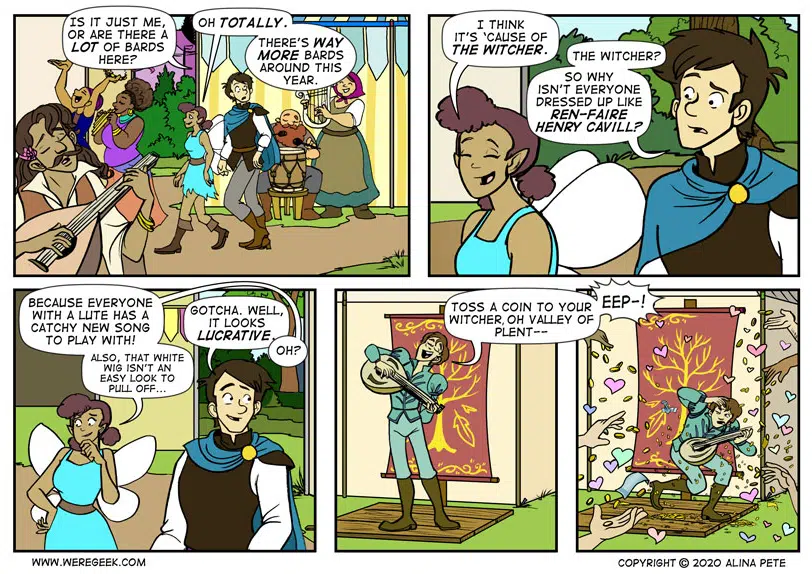 IS IT JUST ME,
OR ARE THERE A
LOT OF BARDS
HERE?
OH TOTALLY.
THERE'S WAY
MORE BARDS
AROUND THIS
YEAR.
I THINK
IT'S 'CAUSE OF
THE WITCHER.
THE WITCHER?
SO WHY
ISN'T EVERYONE
DRESSED UP LIKE
REN-FAIRE
HENRY CAVILL?
BECAUSE EVERYONE
WITH A LUTE HAS A
CATCHY NEW SONG
TO PLAY WITH!
ALSO, THAT WHITE
WIG ISN'T AN
EASY LOOK TO
PULL OFF...
GOTCHA. WELL,
IT LOOKS
LUCRATIVE.
OH?
TOSS A COIN TO YOUR
WITCHER, OH VALLEY OF
PLENT--
EEP-!
WWW.WEREGEEK.COM
COPYRIGHT © 2020 ALINA PETE